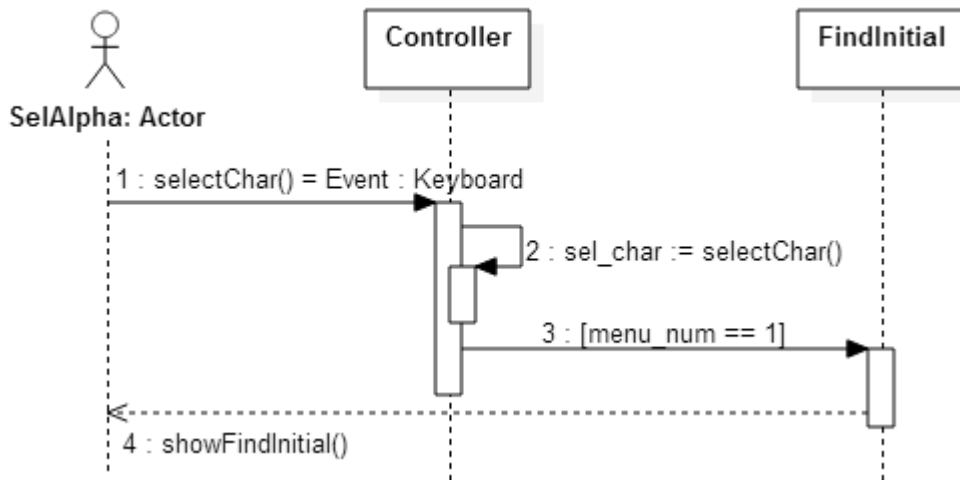 Controller
FindInitial
SelAlpha: Actor
1 : selectChar() = Event : Keyboard
2 : sel_char := selectChar()
3 : [menu_num == 1]
4 : showFindInitial()